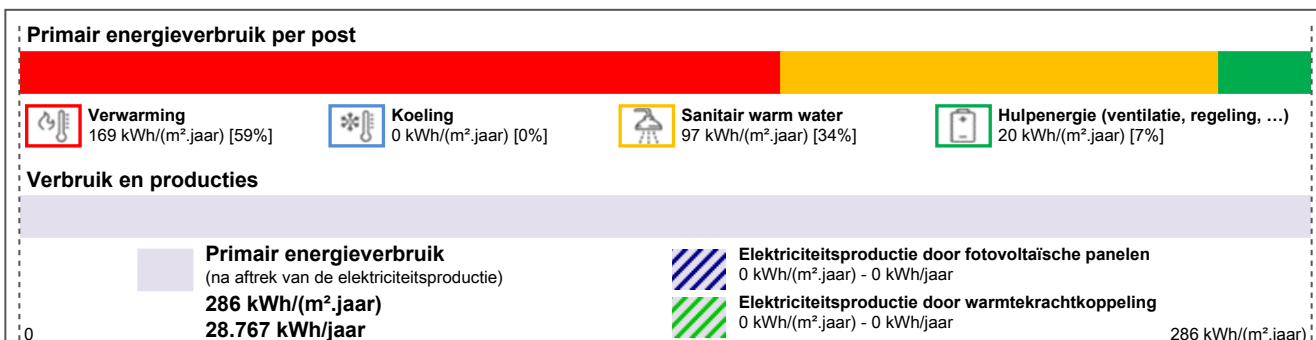 Primair energieverbruik per post
Verwarming
169 kWh/(m².jaar) [59%]
Koeling
0 kWh/(m².jaar) [0%]
Sanitair warm water
97 kWh/(m².jaar) [34%]
Hulpenergie (ventilatie, regeling, …)
20 kWh/(m².jaar) [7%]
Verbruik en producties
Primair energieverbruik
(na aftrek van de elektriciteitsproductie)
286 kWh/(m².jaar)
28.767 kWh/jaar
Elektriciteitsproductie door fotovoltaïsche panelen
0 kWh/(m².jaar) - 0 kWh/jaar
Elektriciteitsproductie door warmtekrachtkoppeling
0 kWh/(m².jaar) - 0 kWh/jaar
0
286 kWh/(m².jaar)